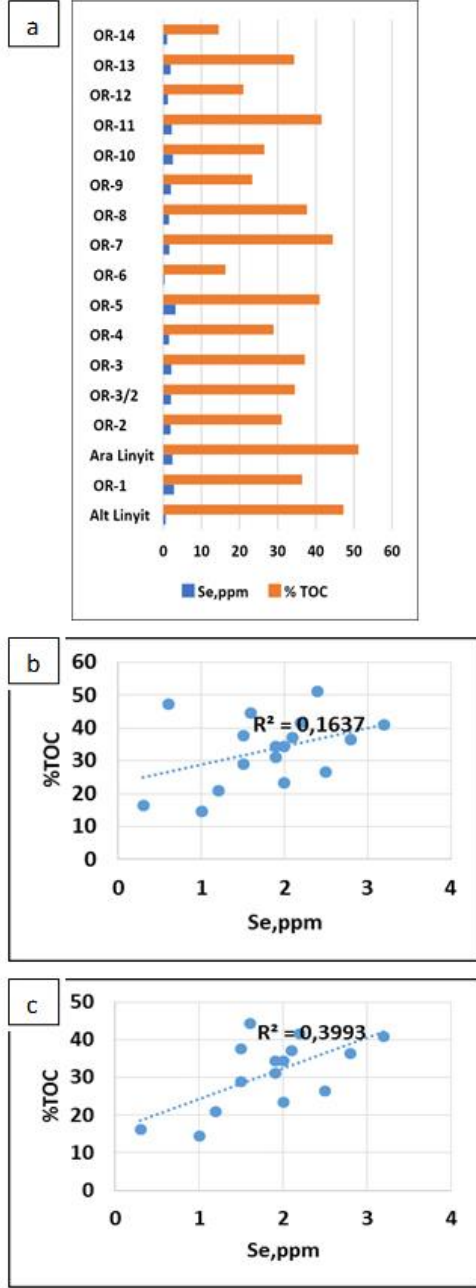 a
OR-14
OR-13
OR-12
OR-11
OR-10
OR-9
OR-8
OR-7
OR-6
OR-5
OR-4
OR-3
OR-3/2
OR-2
Ara Linyit
OR-1
Alt Linyit
0 10 20 30 40 50 60
Se,ppm % TOC
b
60
50
40
30
20
10
0
%TOC
R² = 0,1637
0 1 2 3 4
Se,ppm
c
50
40
30
20
10
0
%TOC
R² = 0,3993
0 1 2 3 4
Se,ppm